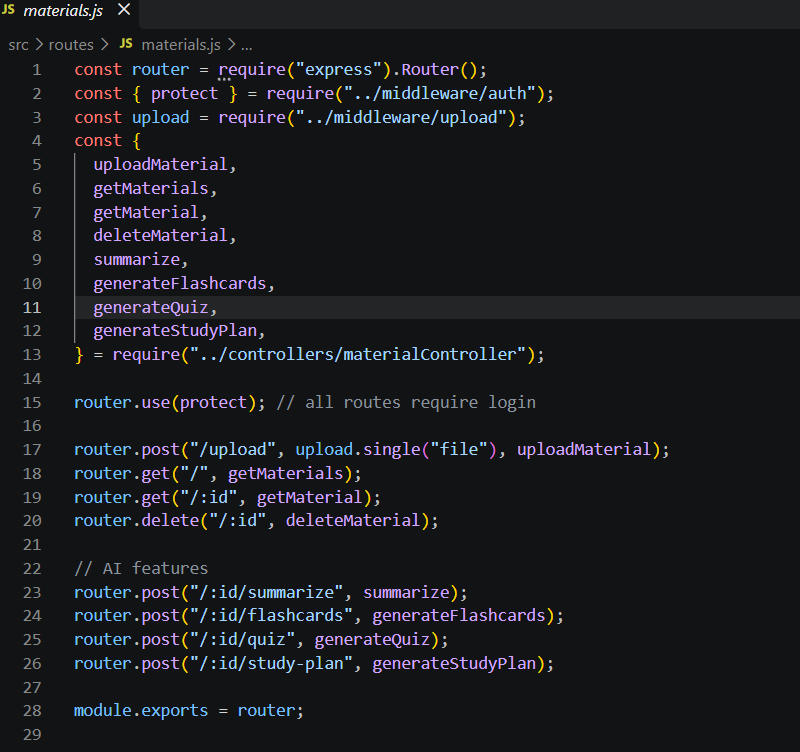 JS materials.js ×
src > routes > JS materials.js > ...
1 const router = require("express").Router();
2 const { protect } = require("../middleware/auth");
3 const upload = require("../middleware/upload");
4 const {
5   uploadMaterial,
6   getMaterials,
7   getMaterial,
8   deleteMaterial,
9   summarize,
10   generateFlashcards,
11   generateQuiz,
12   generateStudyPlan,
13 } = require("../controllers/materialController");
14
15 router.use(protect); // all routes require login
16
17 router.post("/upload", upload.single("file"), uploadMaterial);
18 router.get("/", getMaterials);
19 router.get("/:id", getMaterial);
20 router.delete("/:id", deleteMaterial);
21
22 // AI features
23 router.post("/:id/summarize", summarize);
24 router.post("/:id/flashcards", generateFlashcards);
25 router.post("/:id/quiz", generateQuiz);
26 router.post("/:id/study-plan", generateStudyPlan);
27
28 module.exports = router;
29